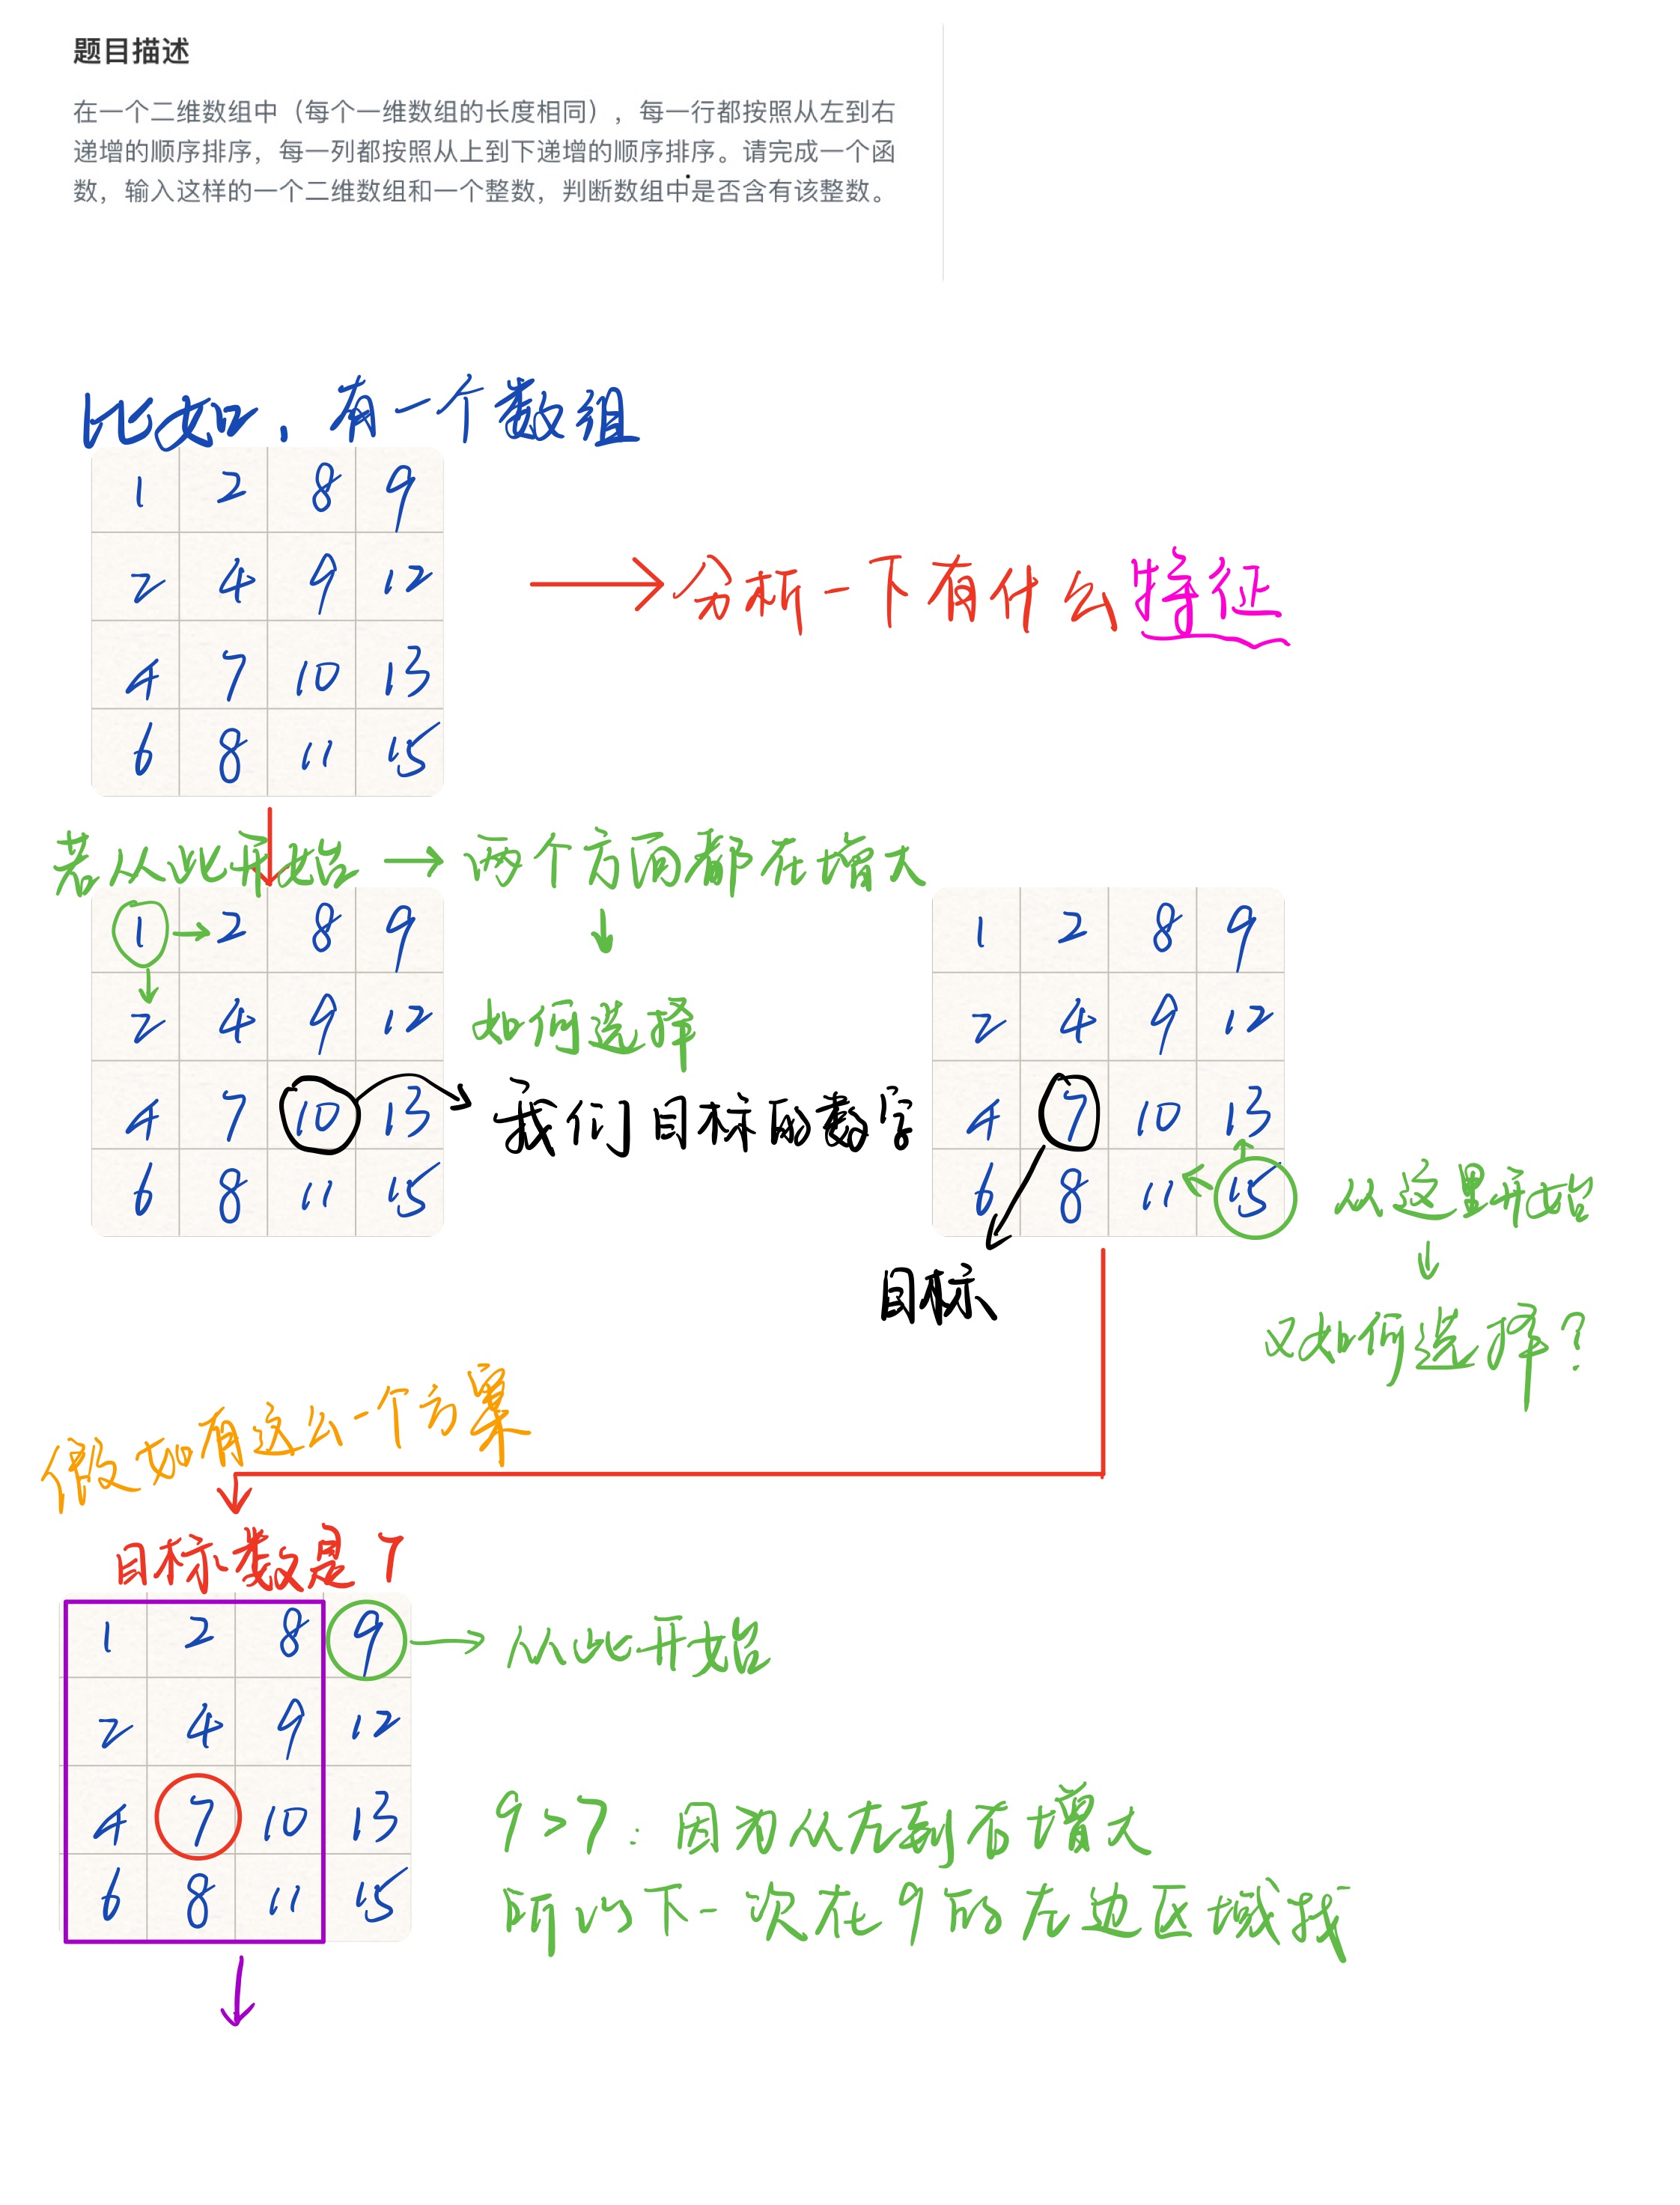 题目描述
在一个二维数组中（每个一维数组的长度相同），每一行都按照从左到右
递增的顺序排序，每一列都按照从上到下递增的顺序排序。请完成一个函
数，输入这样的一个二维数组和一个整数，判断数组中是否含有该整数。
比如，有一个数组
1 2 8 9
2 4 9 12
4 7 10 13
6 8 11 15
分析一下有什么特征
若从此开始 → 两个方面都在增大
如何选择
1 → 2 8 9
2 4 9 12
4 7 10 13
6 8 11 15
我们目标的数字
1 2 8 9
2 4 9 12
4 7 10 13
6 8 11 15
目标
从这里开始
又如何选择？
假如有这么一个方案
目标数是7
1 2 8 9
2 4 9 12
4 7 10 13
6 8 11 15
从此开始
9>7：因为从左到右增大
所以下一次在9的左边区域找